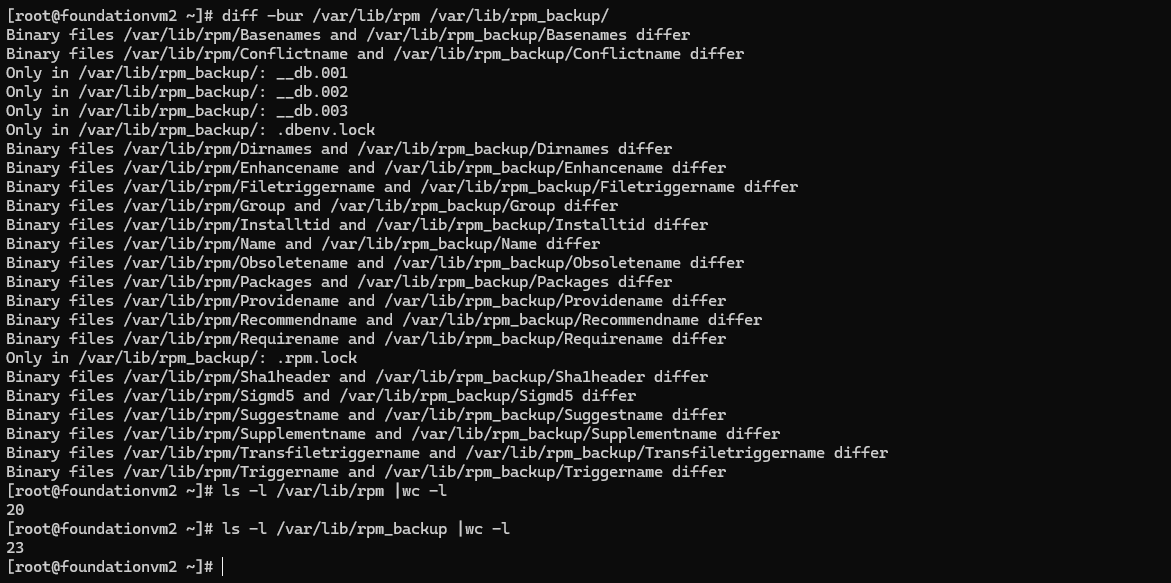 [root@foundationvm2 ~]# diff -bur /var/lib/rpm /var/lib/rpm_backup/
Binary files /var/lib/rpm/Basenames and /var/lib/rpm_backup/Basenames differ
Binary files /var/lib/rpm/Conflictname and /var/lib/rpm_backup/Conflictname differ
Only in /var/lib/rpm_backup/: __db.001
Only in /var/lib/rpm_backup/: __db.002
Only in /var/lib/rpm_backup/: __db.003
Only in /var/lib/rpm_backup/: .dbenv.lock
Binary files /var/lib/rpm/Dirnames and /var/lib/rpm_backup/Dirnames differ
Binary files /var/lib/rpm/Enhancename and /var/lib/rpm_backup/Enhancename differ
Binary files /var/lib/rpm/Filetriggername and /var/lib/rpm_backup/Filetriggername differ
Binary files /var/lib/rpm/Group and /var/lib/rpm_backup/Group differ
Binary files /var/lib/rpm/Installtid and /var/lib/rpm_backup/Installtid differ
Binary files /var/lib/rpm/Name and /var/lib/rpm_backup/Name differ
Binary files /var/lib/rpm/Obsoletename and /var/lib/rpm_backup/Obsoletename differ
Binary files /var/lib/rpm/Packages and /var/lib/rpm_backup/Packages differ
Binary files /var/lib/rpm/Providename and /var/lib/rpm_backup/Providename differ
Binary files /var/lib/rpm/Recommendname and /var/lib/rpm_backup/Recommendname differ
Binary files /var/lib/rpm/Requirename and /var/lib/rpm_backup/Requirename differ
Only in /var/lib/rpm_backup/: .rpm.lock
Binary files /var/lib/rpm/Sha1header and /var/lib/rpm_backup/Sha1header differ
Binary files /var/lib/rpm/Sigmd5 and /var/lib/rpm_backup/Sigmd5 differ
Binary files /var/lib/rpm/Suggestname and /var/lib/rpm_backup/Suggestname differ
Binary files /var/lib/rpm/Supplementname and /var/lib/rpm_backup/Supplementname differ
Binary files /var/lib/rpm/Transfiletriggername and /var/lib/rpm_backup/Transfiletriggername differ
Binary files /var/lib/rpm/Triggername and /var/lib/rpm_backup/Triggername differ
[root@foundationvm2 ~]# ls -l /var/lib/rpm |wc -l
20
[root@foundationvm2 ~]# ls -l /var/lib/rpm_backup |wc -l
23
[root@foundationvm2 ~]#